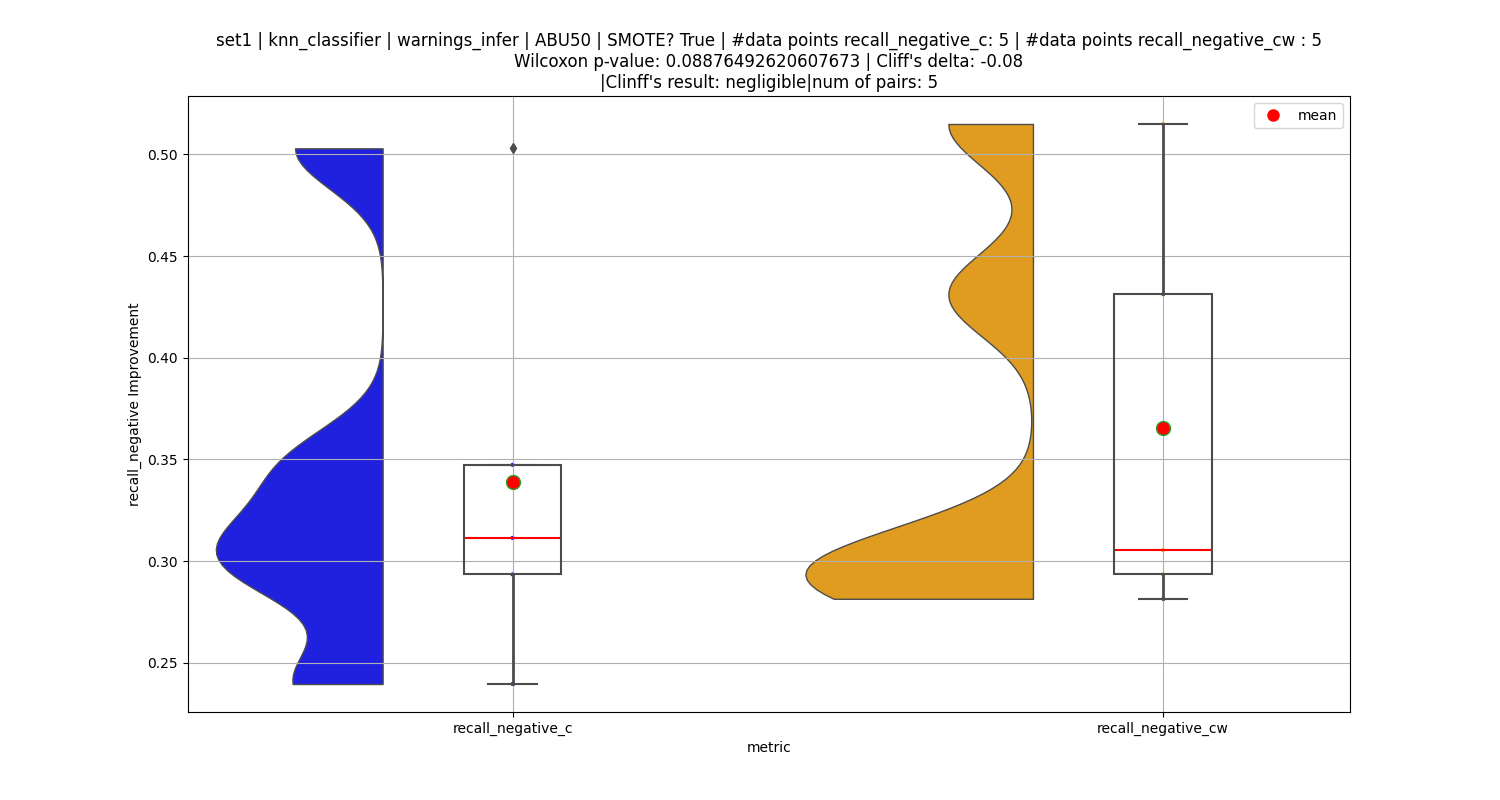 set1 | knn_classifier | warnings_infer | ABU50 | SMOTE? True | #data points recall_negative_c: 5 | #data points recall_negative_cw : 5
Wilcoxon p-value: 0.08876492620607673 | Cliff's delta: -0.08
|Clinff's result: negligible|num of pairs: 5
mean
0.50
0.45
0.40
0.35
0.30
0.25
recall_negative Improvement
recall_negative_c
recall_negative_cw
metric